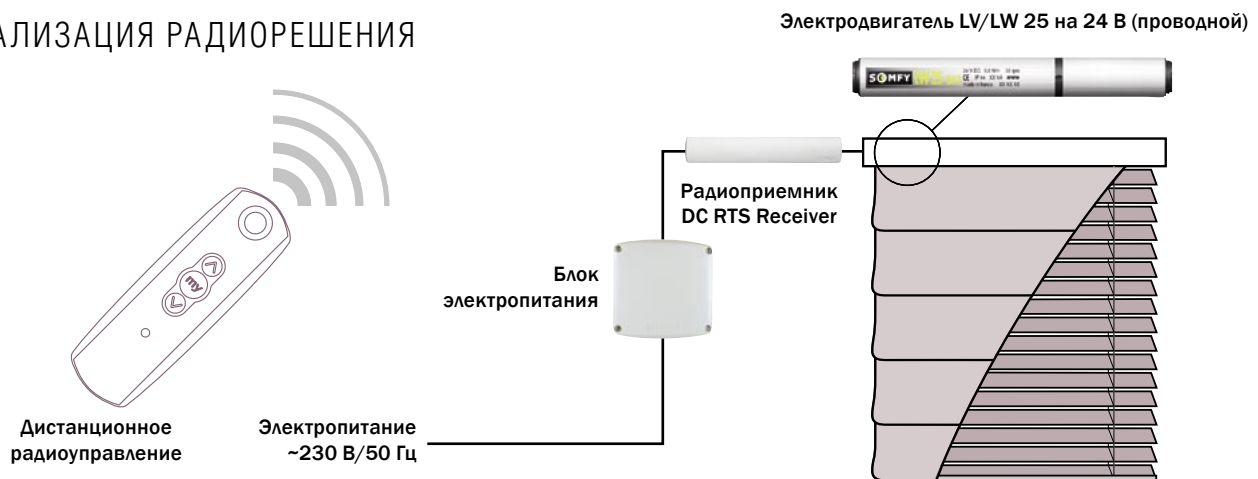 АЛИЗАЦИЯ РАДИОРЕШЕНИЯ
Электродвигатель LV/LW 25 на 24 В (проводной)
SOMFY
Радиоприемник
DC RTS Receiver
Блок
электропитания
my
Дистанционное
радиоуправление
Электропитание
~230 В/50 Гц